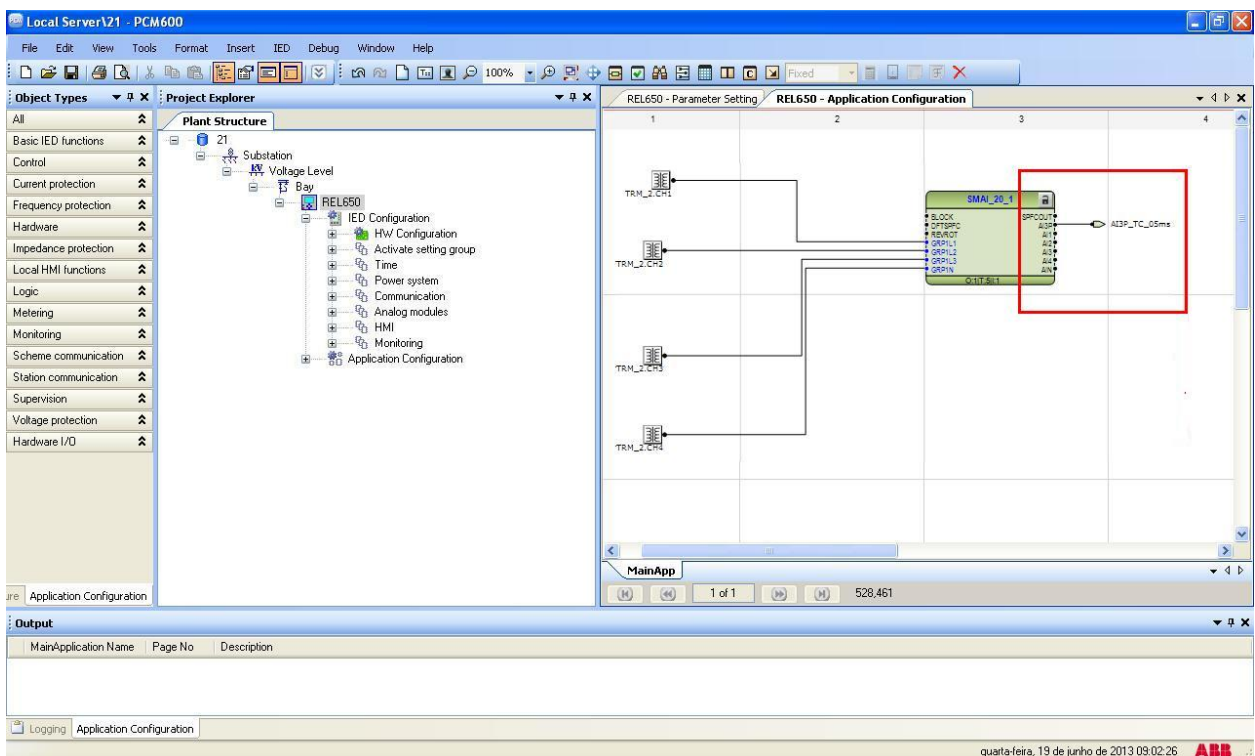 Local Server\21 - PCM600
File Edit View Tools Format Insert IED Debug Window Help
100% Fixed
Object Types
All
Basic IED functions
Control
Current protection
Frequency protection
Hardware
Impedance protection
Local HMI functions
Logic
Metering
Monitoring
Scheme communication
Station communication
Supervision
Voltage protection
Hardware I/O
Application Configuration
Project Explorer
Plant Structure
21
Substation
Voltage Level
Bay
REL650
IED Configuration
HW Configuration
Activate setting group
Time
Power system
Communication
Analog modules
HMI
Monitoring
Application Configuration
REL650 - Parameter Setting
REL650 - Application Configuration
1 2 3 4
TRM_2.CH1
TRM_2.CH2
TRM_2.CH3
TRM_2.CH4
SMAI_20_1
BLOCK SPFCOUT
DFTSPFC AI3P
REVROT AI1
GRP1L1 AI2
GRP1L2 AI3
GRP1L3 AI4
GRP1N AIN
AI3P_TC_05ms
MainApp
1 of 1
528,461
Output
MainApplication Name Page No Description
Logging Application Configuration
quarta-feira, 19 de junho de 2013 09:02:26 ABB